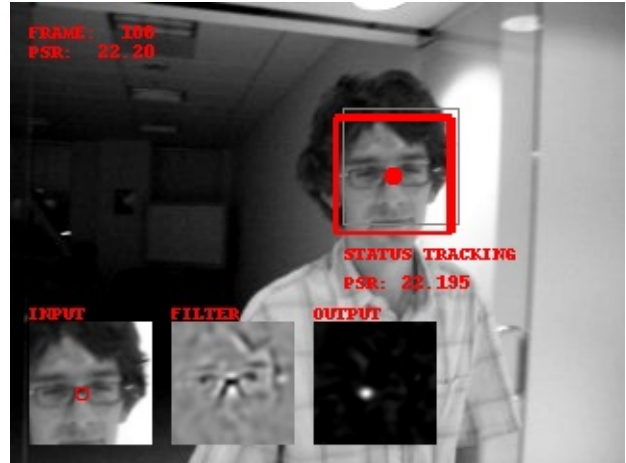 FRAME: 100
PSR: 22.20
STATUS TRACKING
PSR: 22.195
INPUT
FILTER
OUTPUT